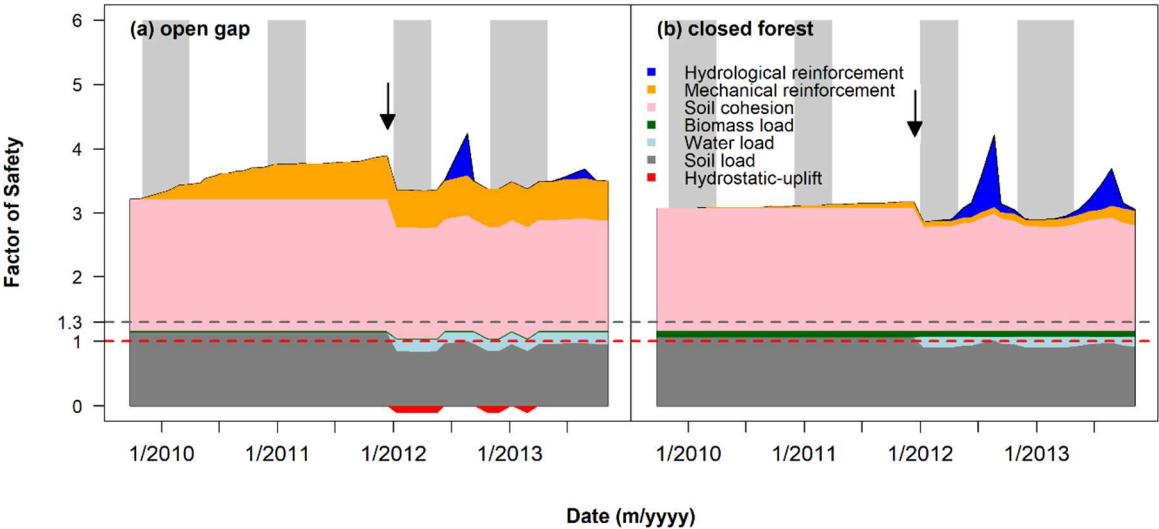 (a) open gap
(b) closed forest
Hydrological reinforcement
Mechanical reinforcement
Soil cohesion
Biomass load
Water load
Soil load
Hydrostatic-uplift
Factor of Safety
6
5
4
3
2
1.3
1
0
1/2010
1/2011
1/2012
1/2013
1/2010
1/2011
1/2012
1/2013
Date (m/yyyy)